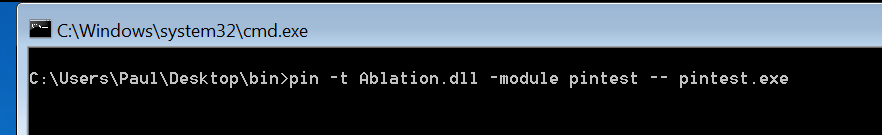 C:\Windows\system32\cmd.exe
C:\Users\Paul\Desktop\bin>pin -t Ablation.dll -module pintest -- pintest.exe